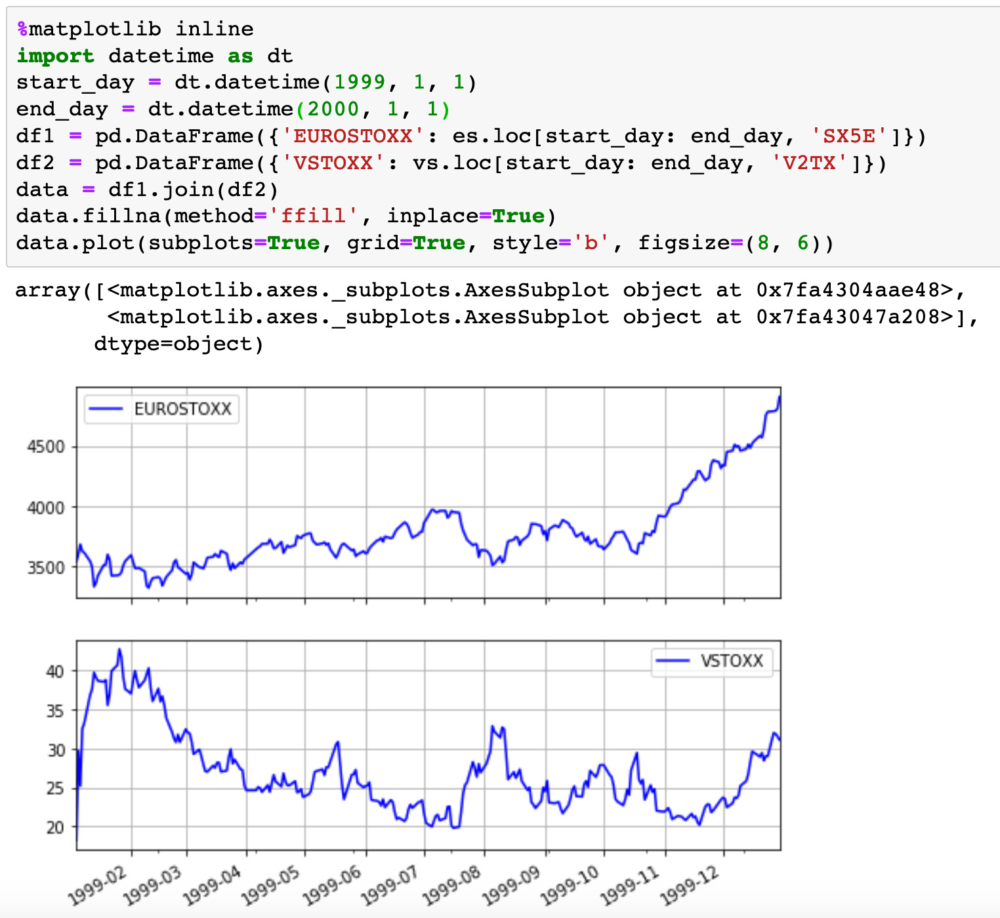 %matplotlib inline
import datetime as dt
start_day = dt.datetime(1999, 1, 1)
end_day = dt.datetime(2000, 1, 1)
df1 = pd.DataFrame({'EUROSTOXX': es.loc[start_day: end_day, 'SX5E']})
df2 = pd.DataFrame({'VSTOXX': vs.loc[start_day: end_day, 'V2TX']})
data = df1.join(df2)
data.fillna(method='ffill', inplace=True)
data.plot(subplots=True, grid=True, style='b', figsize=(8, 6))
array([<matplotlib.axes._subplots.AxesSubplot object at 0x7fa4304aae48>,
<matplotlib.axes._subplots.AxesSubplot object at 0x7fa43047a208>],
dtype=object)
EUROSTOXX
4500
4000
3500
VSTOXX
40
35
30
25
20
1999-02 1999-03 1999-04 1999-05 1999-06 1999-07 1999-08 1999-09 1999-10 1999-11 1999-12